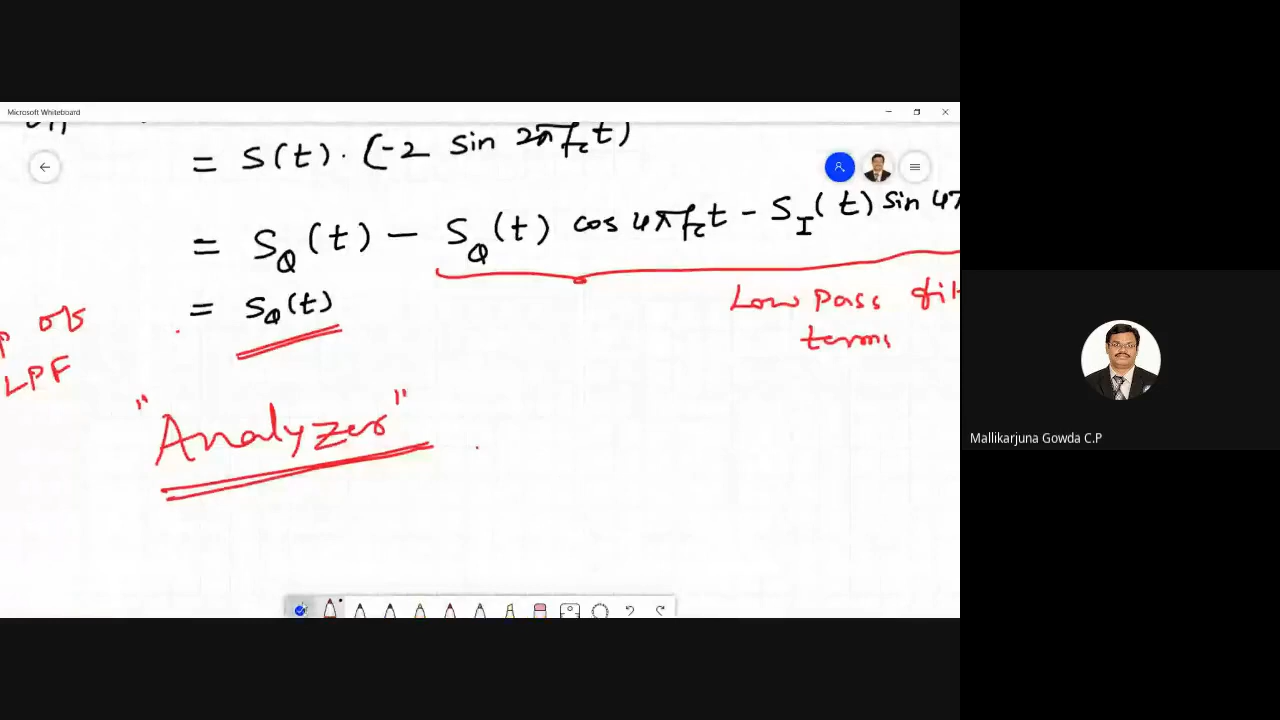 Microsoft Whiteboard
= S(t). (-2 sin 2πfct)
= SQ(t) - SQ(t) cos 4πfct - SI(t) sin 4π
= SQ(t)
Low pass
terms
LPF
"Analyzer"
Mallikarjuna Gowda C.P